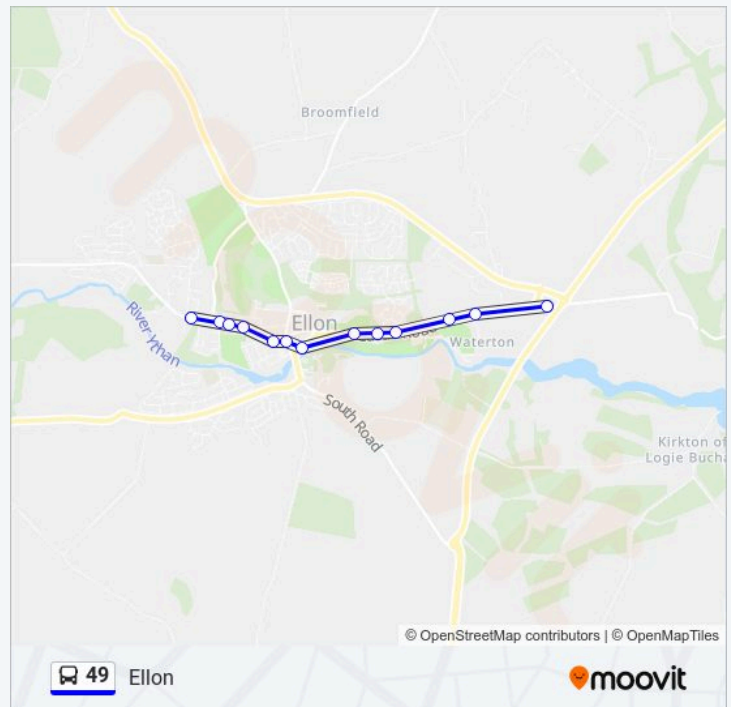 Broomfield
River Ythan
Ellon
Waterton
South Road
Kirkton of
Logie Bucha
© OpenStreetMap contributors | © OpenMapTiles
49 Ellon
moovit